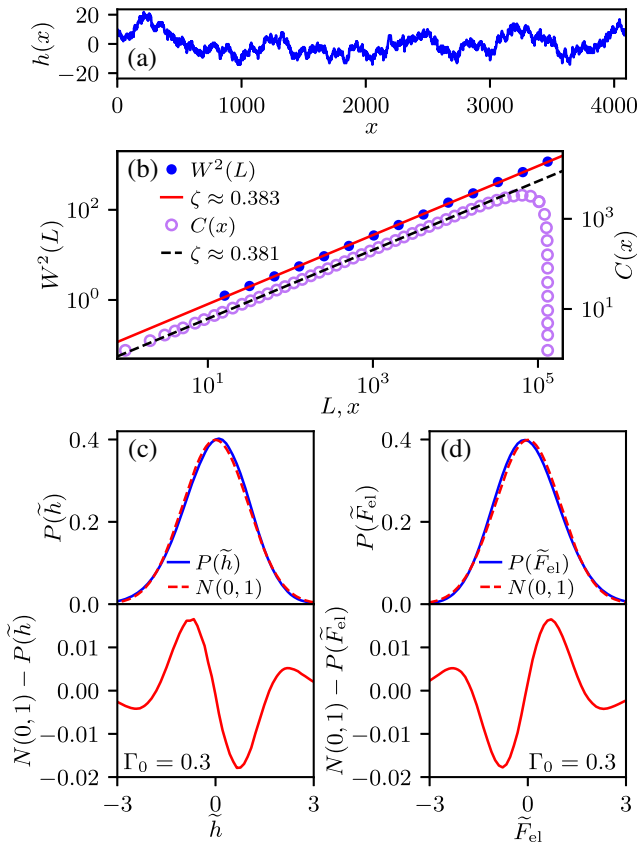 20
0
−20
h(x)
(a)
0 1000 2000 3000 4000
x
(b)
W²(L)
ζ ≈ 0.383
C(x)
ζ ≈ 0.381
10²
10⁰
W²(L)
10³
10¹
C(x)
10¹ 10³ 10⁵
L, x
(c)
0.4
0.2
0.0
P(h̃)
P(h̃)
N(0, 1)
0.01
0.00
−0.01
−0.02
N(0, 1) − P(h̃)
Γ₀ = 0.3
−3 0 3
h̃
(d)
0.4
0.2
0.0
P(F̃ₑₗ)
P(F̃ₑₗ)
N(0, 1)
0.01
0.00
−0.01
−0.02
N(0, 1) − P(F̃ₑₗ)
Γ₀ = 0.3
−3 0 3
F̃ₑₗ